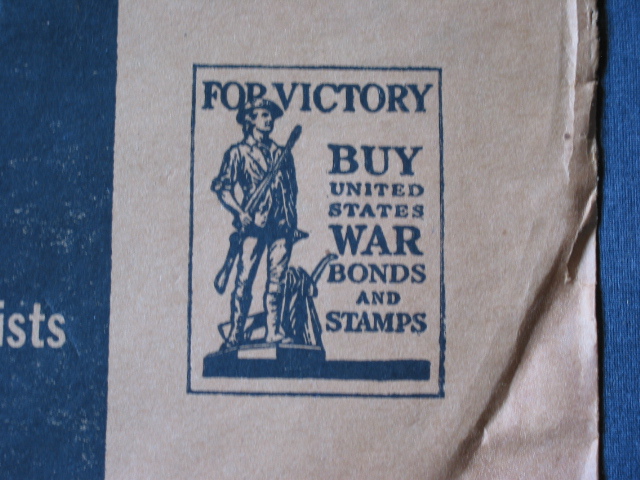 FOR VICTORY
BUY
UNITED
STATES
WAR
BONDS
AND
STAMPS
ists